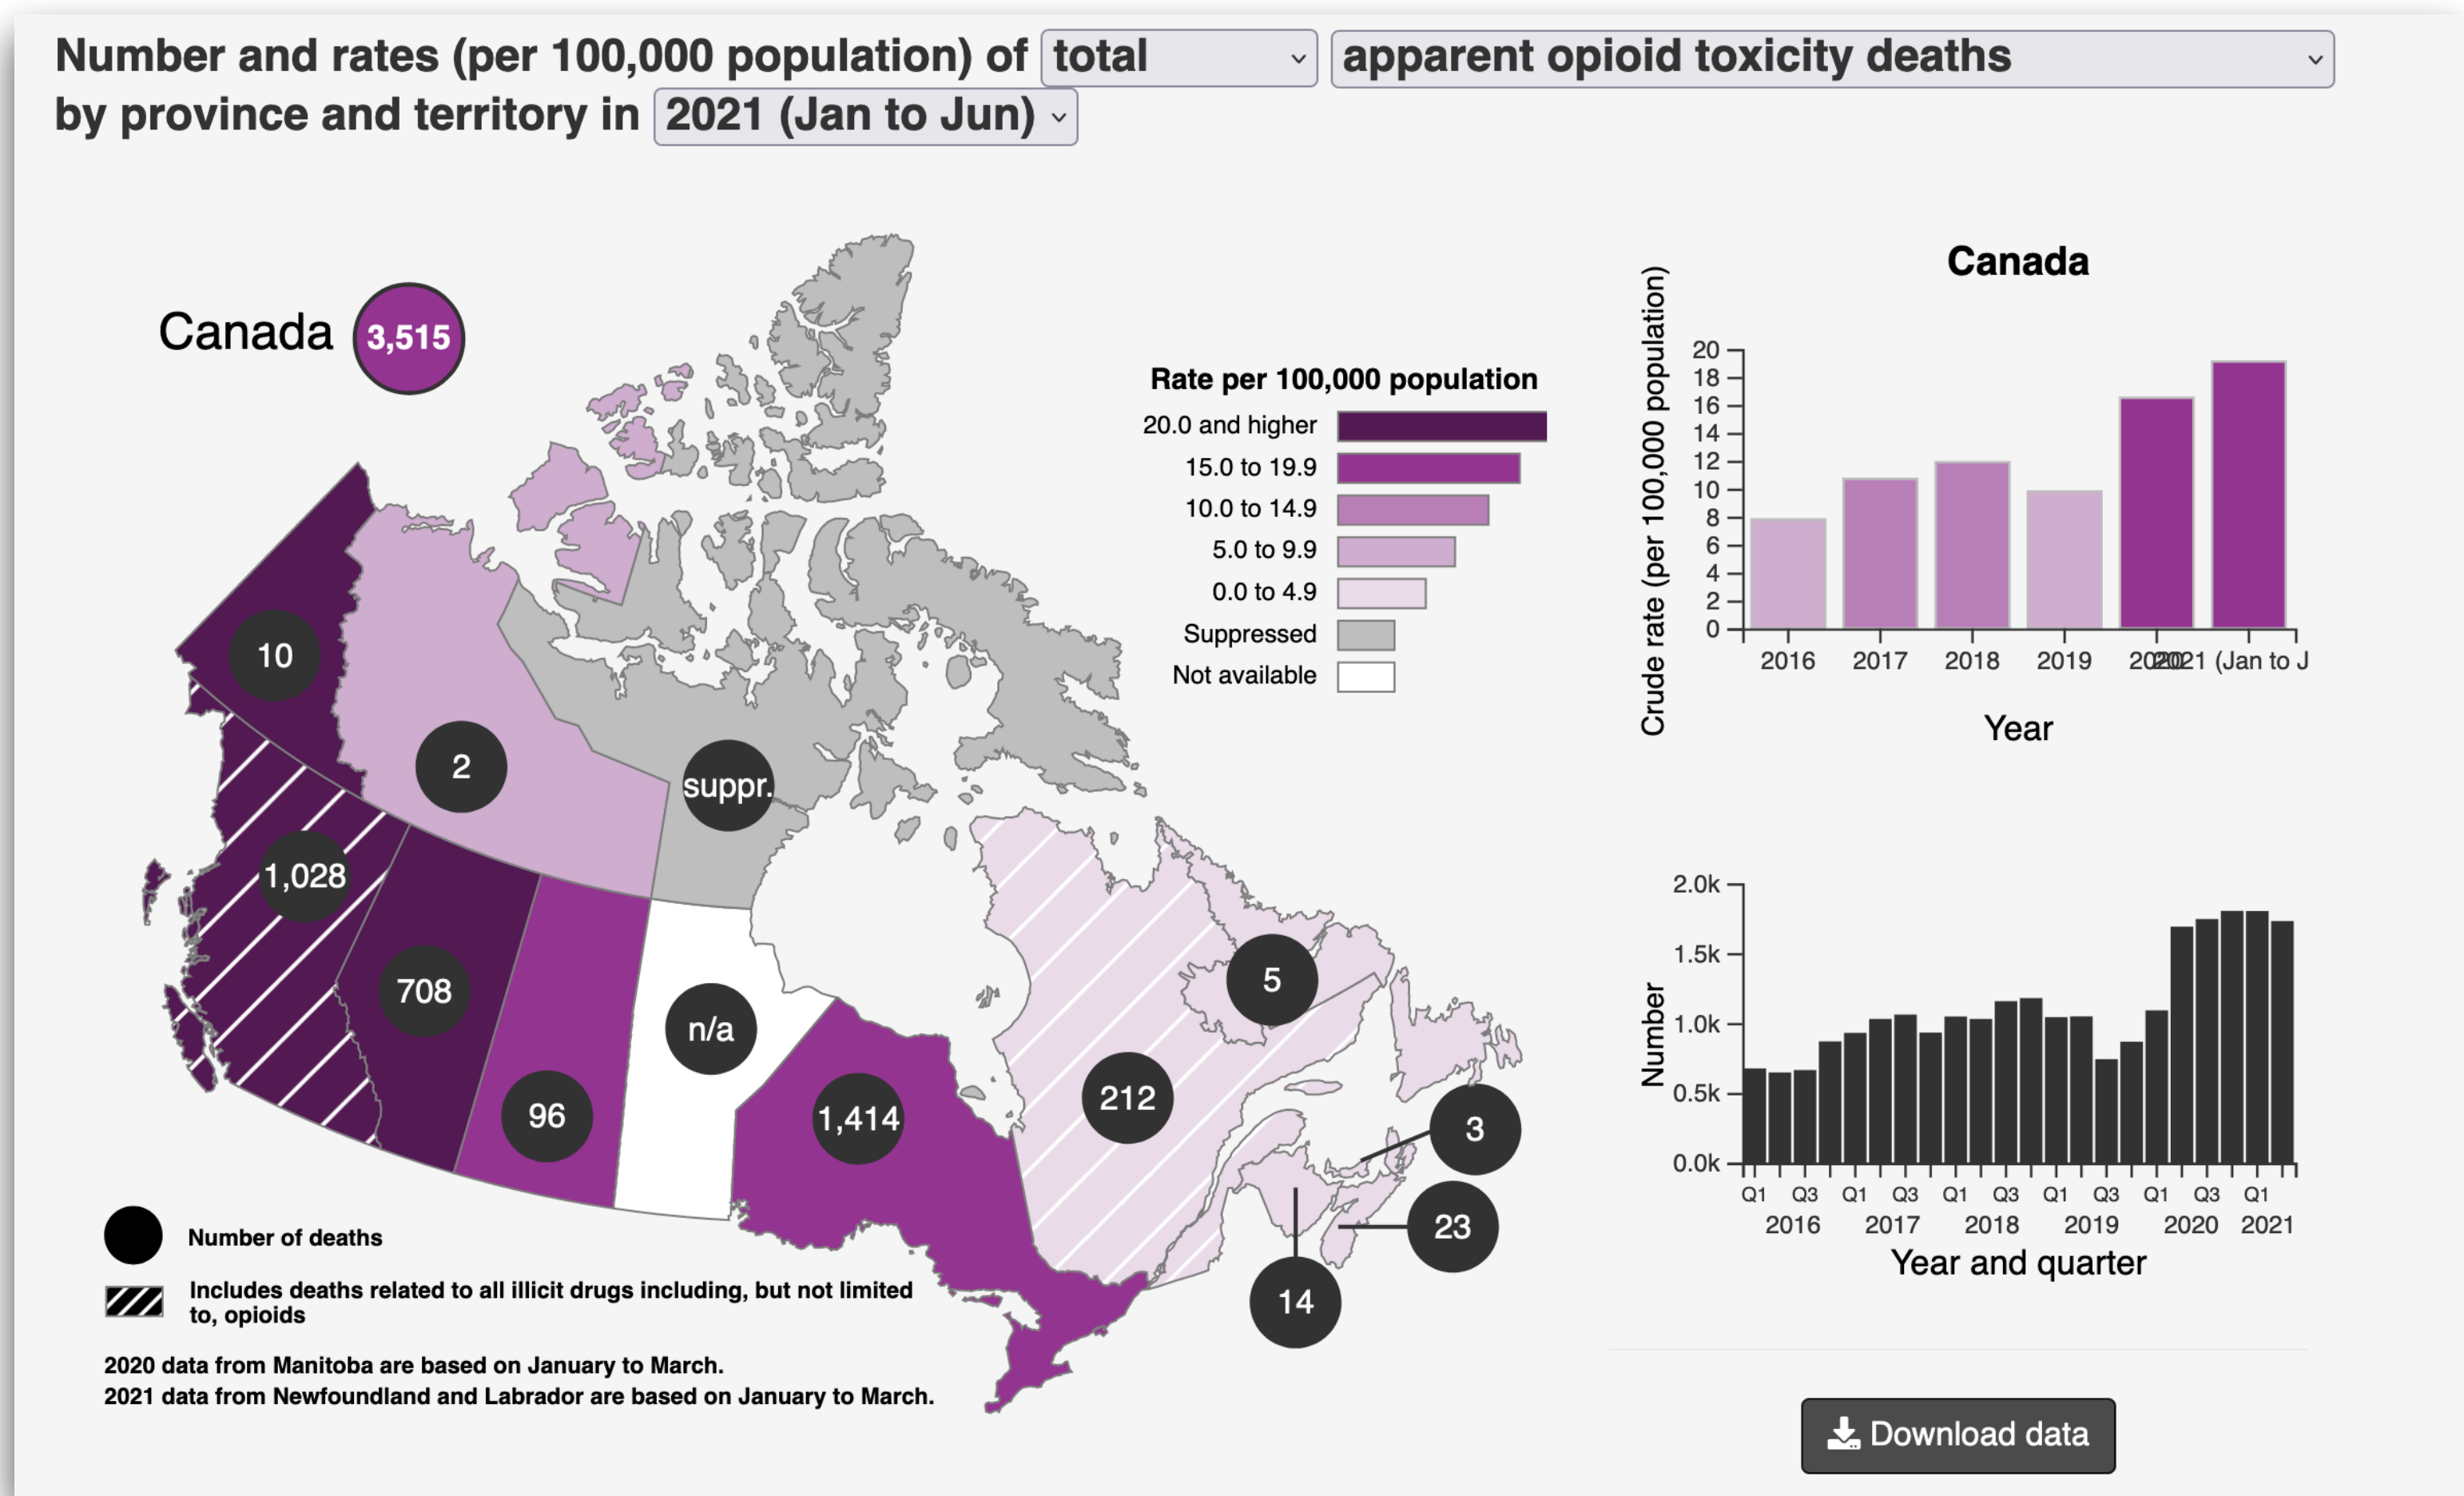 Number and rates (per 100,000 population) of total apparent opioid toxicity deaths
by province and territory in 2021 (Jan to Jun)
Canada 3,515
10
2
suppr.
1,028
708
96
n/a
1,414
212
5
3
23
14
Rate per 100,000 population
20.0 and higher
15.0 to 19.9
10.0 to 14.9
5.0 to 9.9
0.0 to 4.9
Suppressed
Not available
Number of deaths
Includes deaths related to all illicit drugs including, but not limited
to, opioids
2020 data from Manitoba are based on January to March.
2021 data from Newfoundland and Labrador are based on January to March.
Canada
Crude rate (per 100,000 population)
20
18
16
14
12
10
8
6
4
2
0
2016 2017 2018 2019 2020 2021 (Jan to J
Year
Number
2.0k
1.5k
1.0k
0.5k
0.0k
Q1 Q3 Q1 Q3 Q1 Q3 Q1 Q3 Q1 Q3 Q1
2016 2017 2018 2019 2020 2021
Year and quarter
Download data